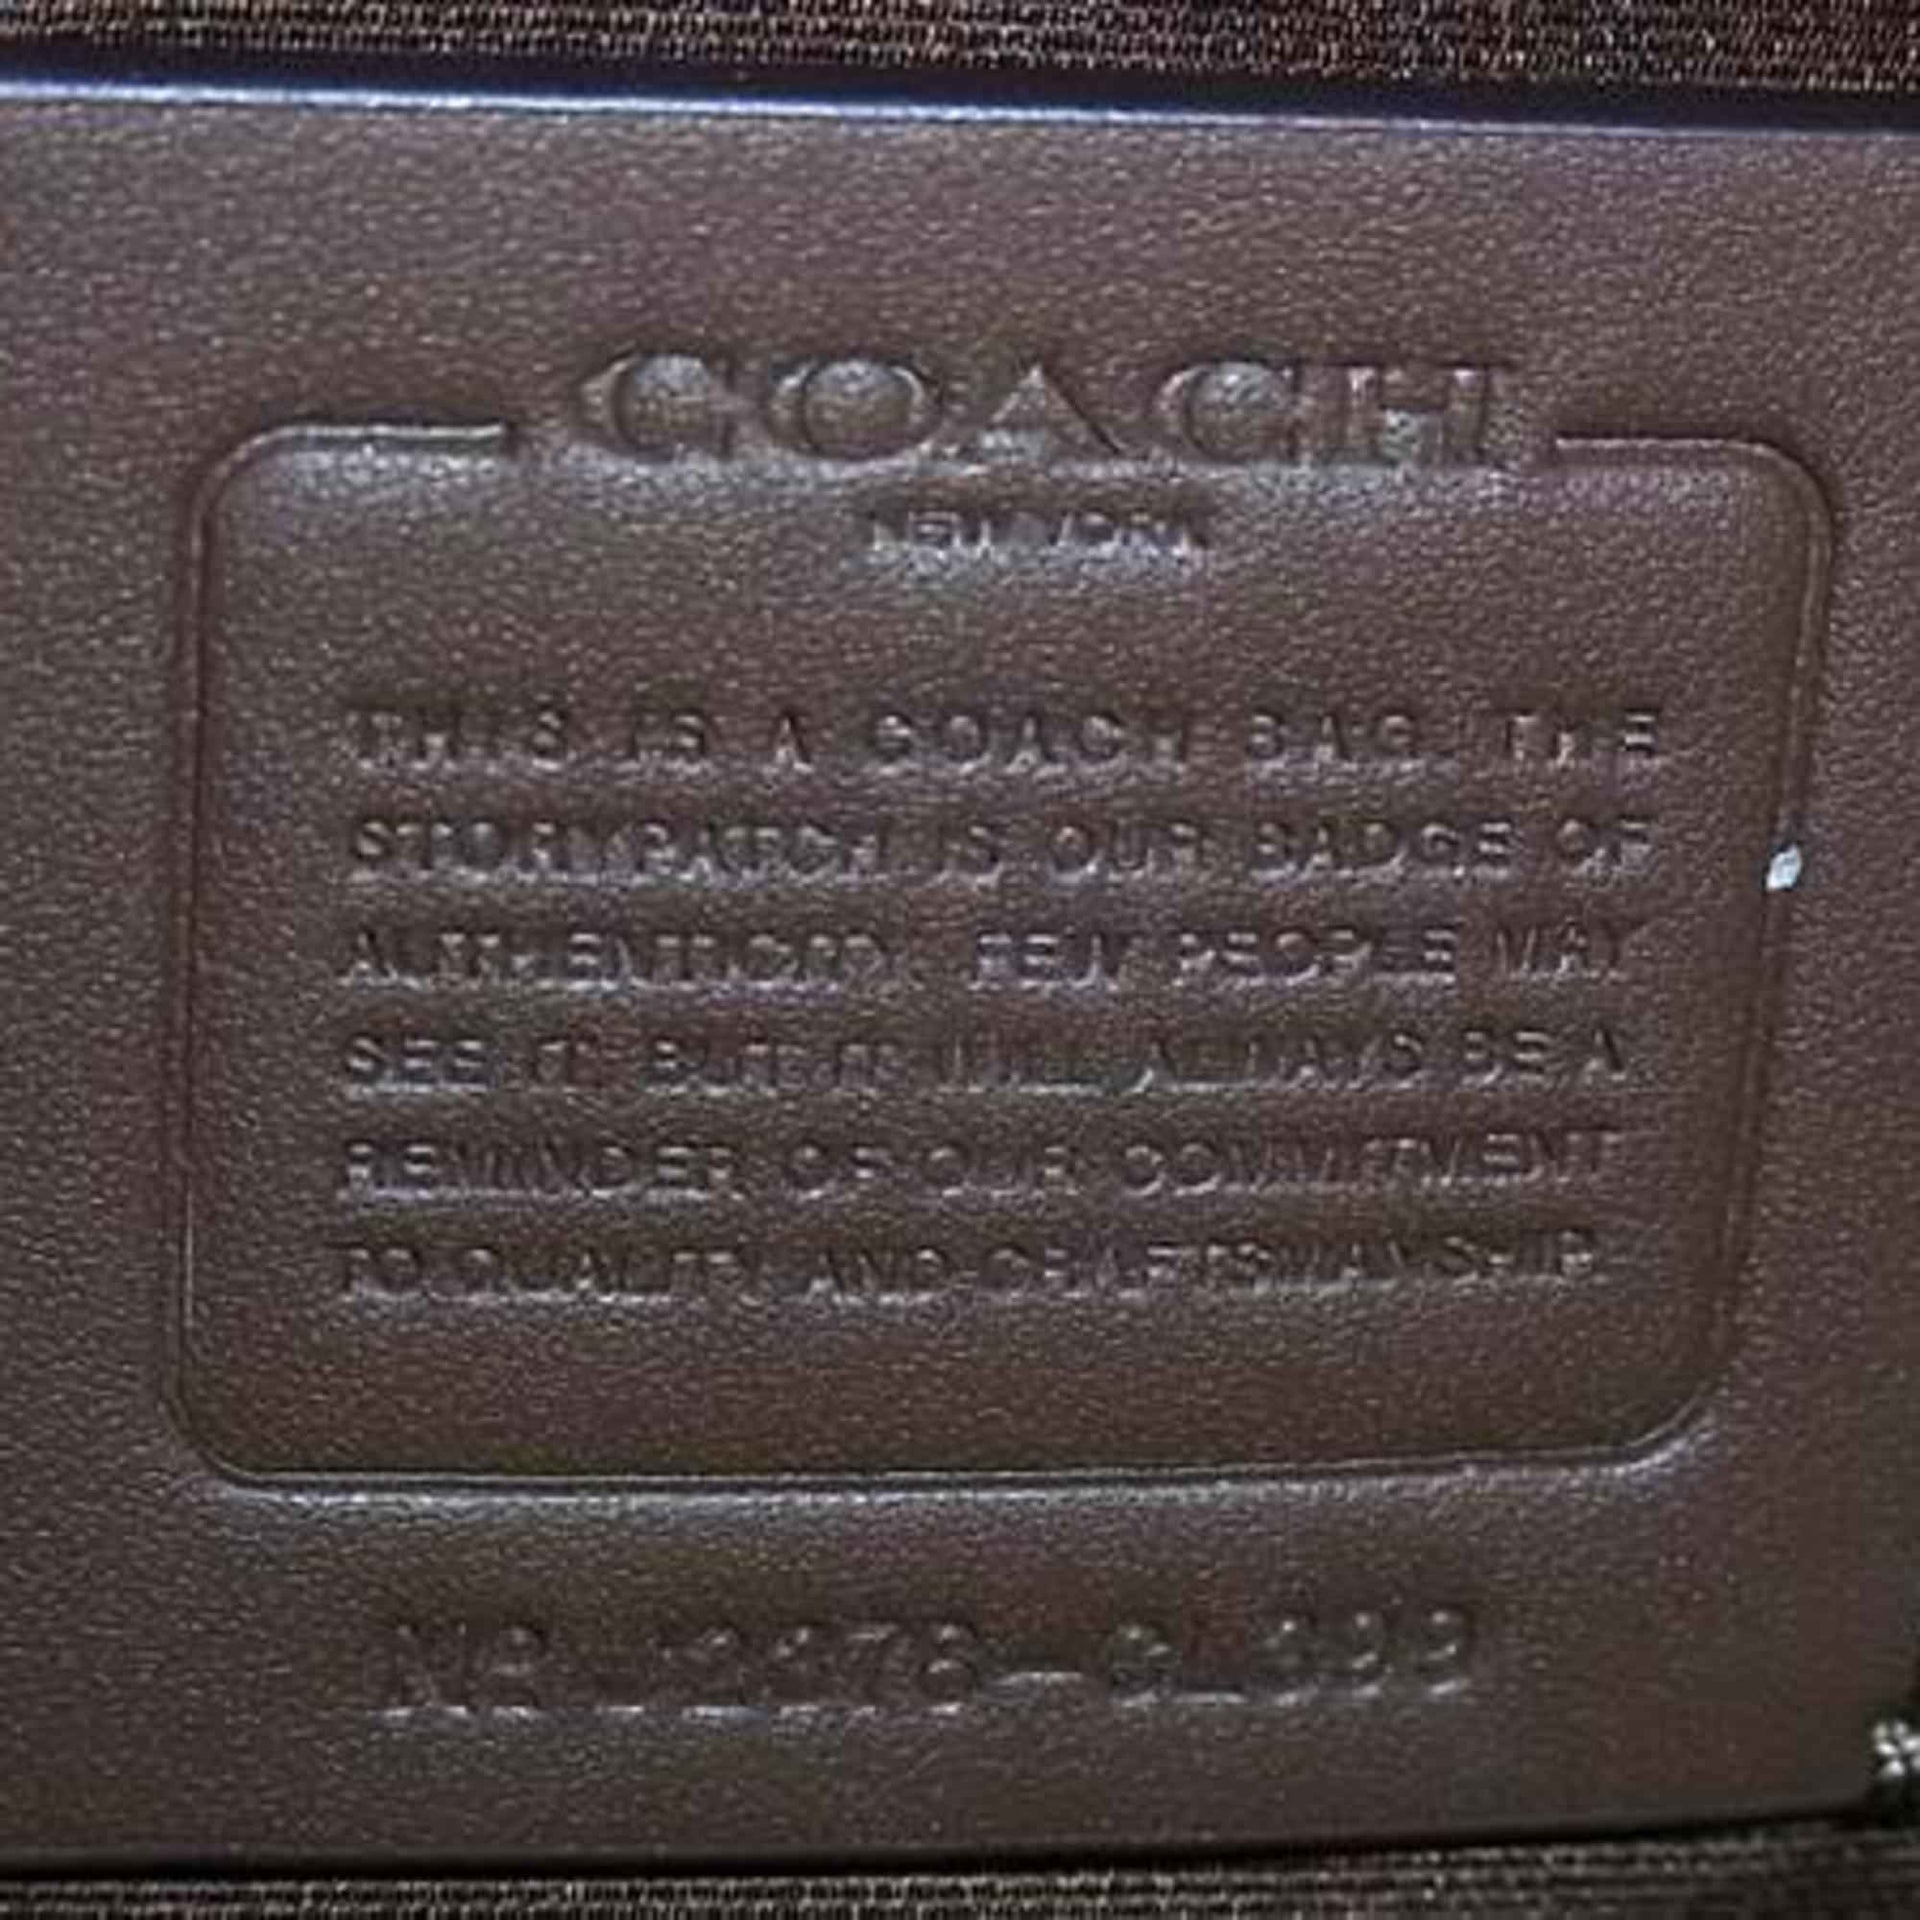 COACH
NEW YORK
THIS IS A COACH BAG. THE
STORYPATCH IS OUR BADGE OF
AUTHENTICITY. FEW PEOPLE MAY
SEE IT BUT IT WILL ALWAYS BE A
REMINDER OF OUR COMMITMENT
TO QUALITY AND CRAFTSMANSHIP.